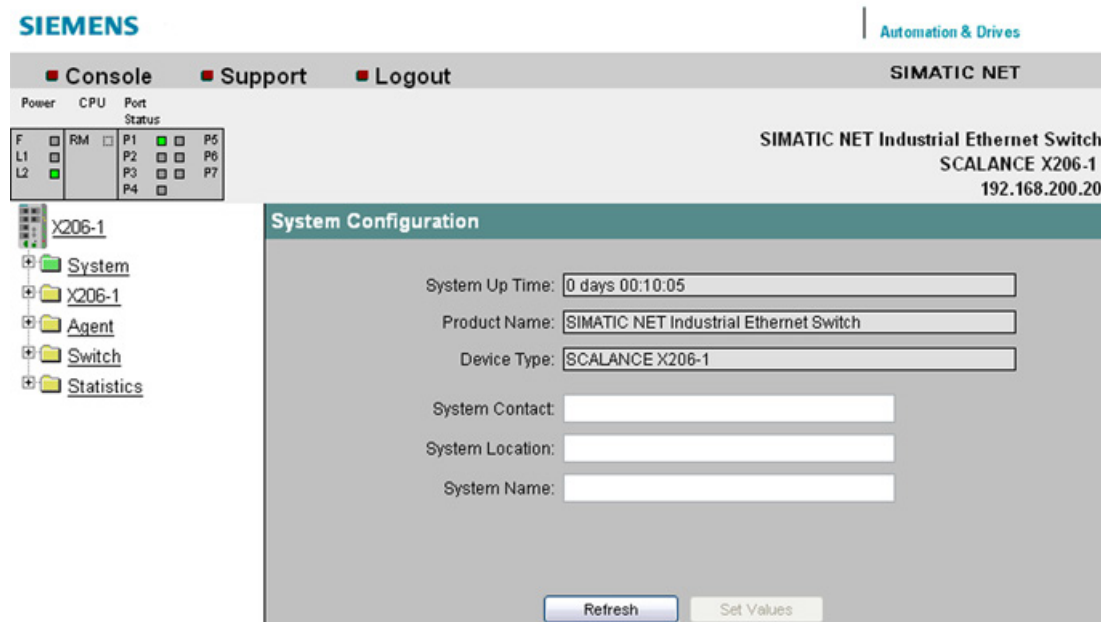 SIEMENS
Automation & Drives
Console Support Logout SIMATIC NET
Power CPU Port Status
F RM P1 P5
L1 P2 P6
L2 P3 P7
P4
SIMATIC NET Industrial Ethernet Switch
SCALANCE X206-1
192.168.200.20
X206-1
System
X206-1
Agent
Switch
Statistics
System Configuration
System Up Time: 0 days 00:10:05
Product Name: SIMATIC NET Industrial Ethernet Switch
Device Type: SCALANCE X206-1
System Contact:
System Location:
System Name:
Refresh Set Values